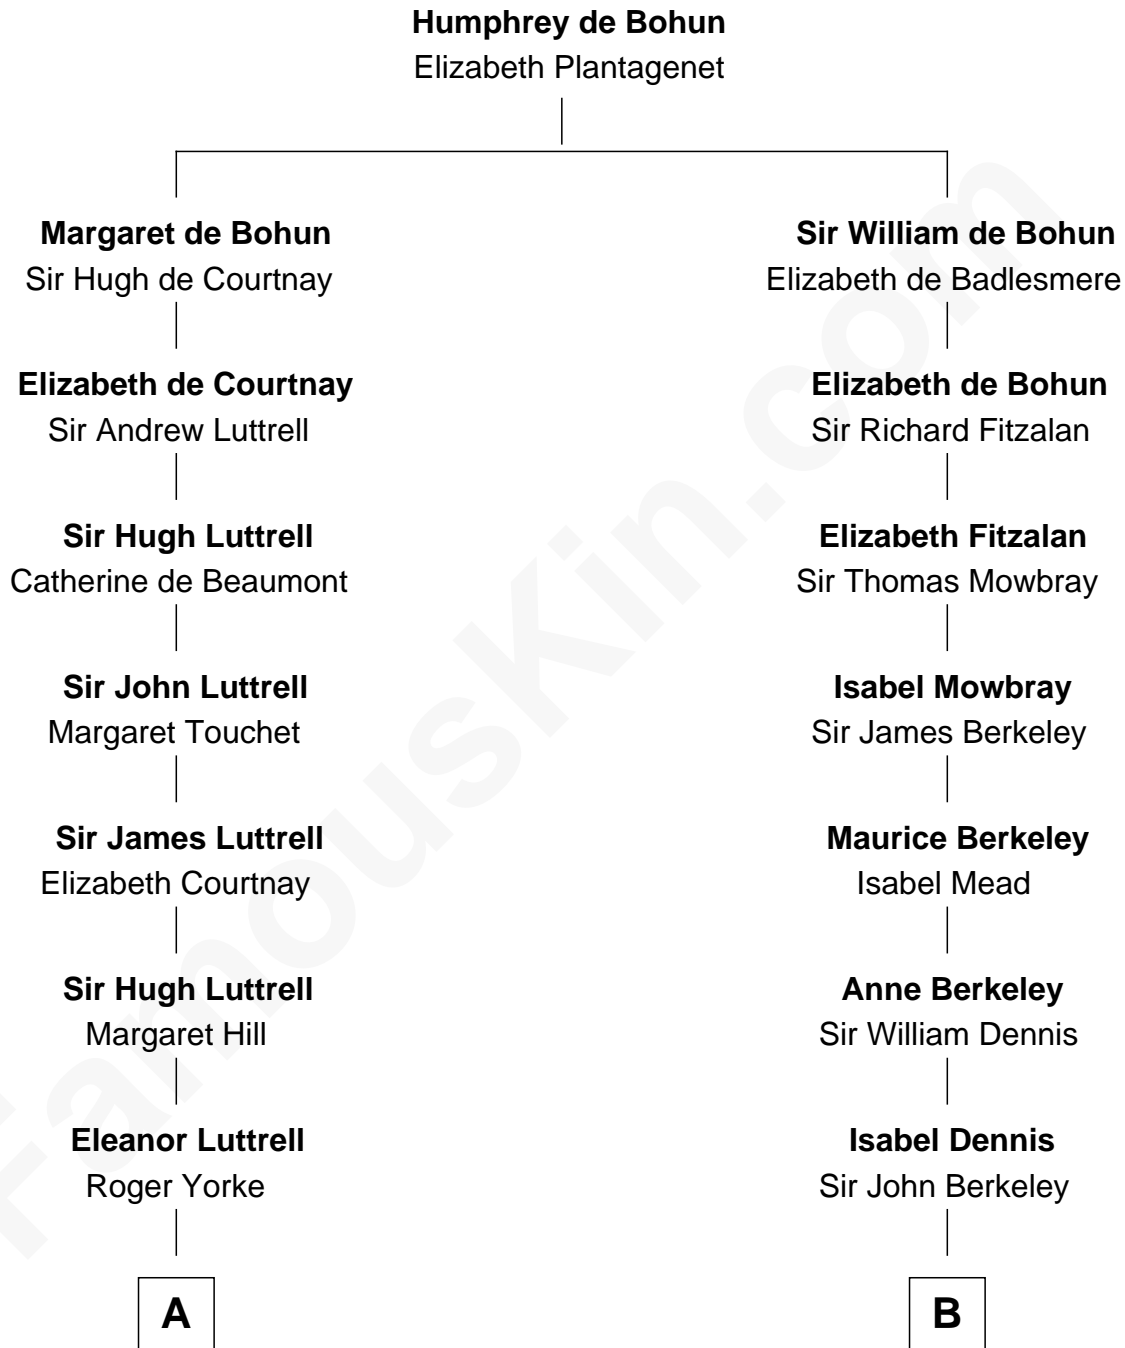 Humphrey de Bohun
Elizabeth Plantagenet
Margaret de Bohun
Sir Hugh de Courtnay
Sir William de Bohun
Elizabeth de Badlesmere
Elizabeth de Courtnay
Sir Andrew Luttrell
Elizabeth de Bohun
Sir Richard Fitzalan
Sir Hugh Luttrell
Catherine de Beaumont
Elizabeth Fitzalan
Sir Thomas Mowbray
Sir John Luttrell
Margaret Touchet
Isabel Mowbray
Sir James Berkeley
Sir James Luttrell
Elizabeth Courtnay
Maurice Berkeley
Isabel Mead
Sir Hugh Luttrell
Margaret Hill
Anne Berkeley
Sir William Dennis
Eleanor Luttrell
Roger Yorke
Isabel Dennis
Sir John Berkeley
A
B
FamousKin.com